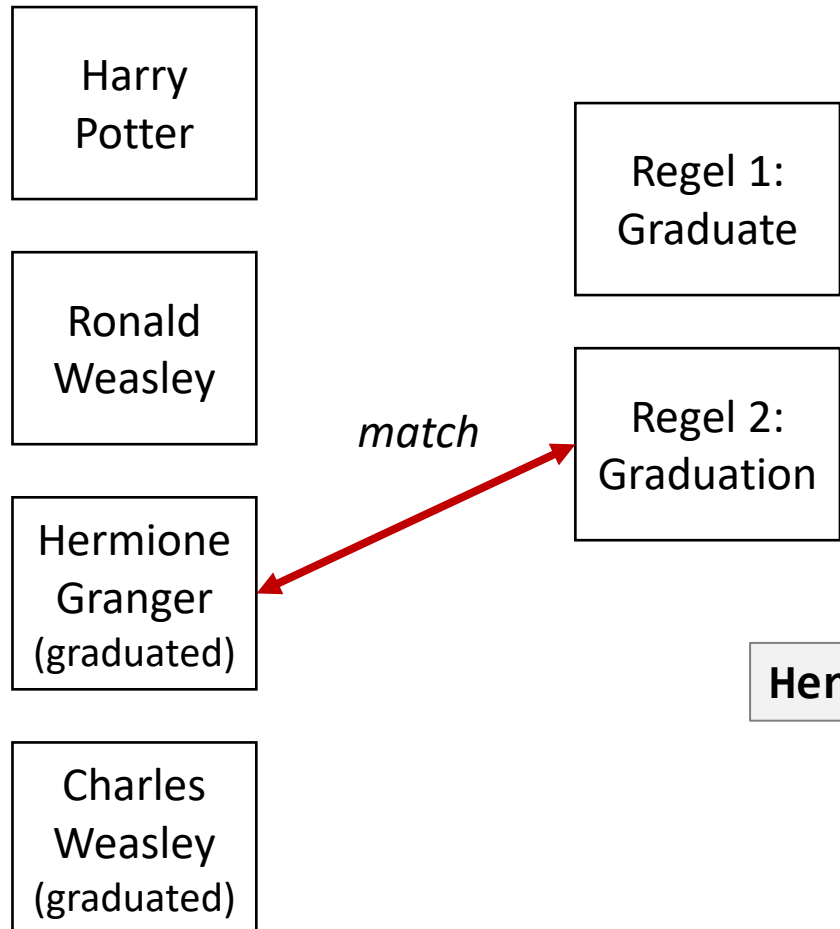 Harry
Potter
Ronald
Weasley
Hermione
Granger
(graduated)
Charles
Weasley
(graduated)
match
Regel 1:
Graduate
Regel 2:
Graduation
Her